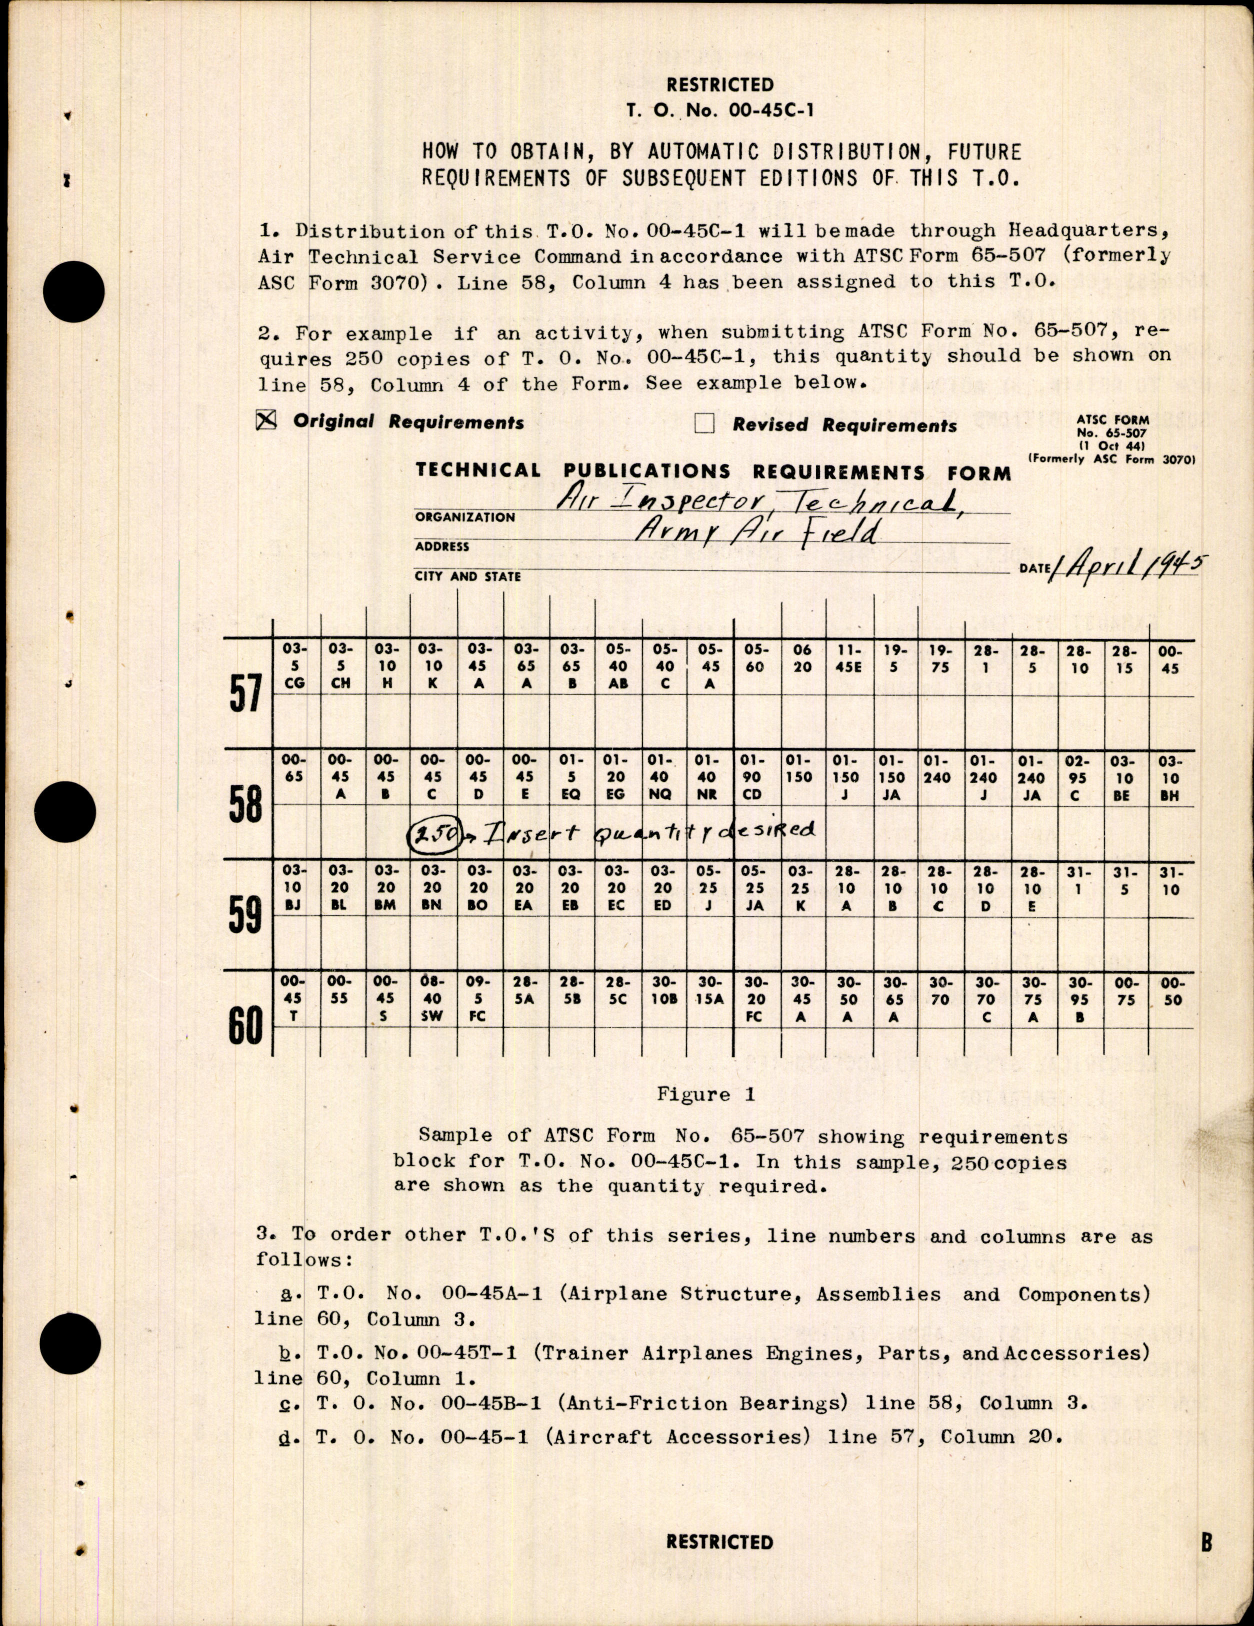 RESTRICTED
T. O. No. 00-45C-1
HOW TO OBTAIN, BY AUTOMATIC DISTRIBUTION, FUTURE
REQUIREMENTS OF SUBSEQUENT EDITIONS OF THIS T.O.
1. Distribution of this T.O. No. 00-45C-1 will be made through Headquarters,
Air Technical Service Command in accordance with ATSC Form 65-507 (formerly
ASC Form 3070). Line 58, Column 4 has been assigned to this T.O.
2. For example if an activity, when submitting ATSC Form No. 65-507, re-
quires 250 copies of T. O. No. 00-45C-1, this quantity should be shown on
line 58, Column 4 of the Form. See example below.
Original Requirements Revised Requirements
ATSC FORM
No. 65-507
(1 Oct 44)
(Formerly ASC Form 3070)
TECHNICAL PUBLICATIONS REQUIREMENTS FORM
Air Inspector, Technical,
ORGANIZATION
Army Air Field
ADDRESS
DATE 1 April 1945
CITY AND STATE
57
03- 03- 03- 03- 03- 03- 03- 05- 05- 05- 05- 06 11- 19- 19- 28- 28- 28- 28- 00-
5 5 10 10 45 65 65 40 40 45 60 20 45E 5 75 1 5 10 15 45
CG CH H K A A B AB C A
58
00- 00- 00- 00- 00- 00- 01- 01- 01- 01- 01- 01- 01- 01- 01- 01- 01- 02- 03- 03-
65 45 45 45 45 45 5 20 40 40 90 150 150 150 240 240 240 95 10 10
A B C D E EQ EG NQ NR CD J JA J JA C BE BH
250 → Insert quantity desired
59
03- 03- 03- 03- 03- 03- 03- 03- 03- 05- 05- 03- 28- 28- 28- 28- 28- 31- 31- 31-
10 20 20 20 20 20 20 20 20 25 25 25 10 10 10 10 10 1 5 10
BJ BL BM BN BO EA EB EC ED J JA K A B C D E
60
00- 00- 00- 08- 09- 28- 28- 28- 30- 30- 30- 30- 30- 30- 30- 30- 30- 30- 00- 00-
45 55 45 40 5 5A 5B 5C 10B 15A 20 45 50 65 70 70 75 95 75 50
T S SW FC FC A A A C A B
Figure 1
Sample of ATSC Form No. 65-507 showing requirements
block for T.O. No. 00-45C-1. In this sample, 250 copies
are shown as the quantity required.
3. To order other T.O.'S of this series, line numbers and columns are as
follows:
a. T.O. No. 00-45A-1 (Airplane Structure, Assemblies and Components)
line 60, Column 3.
b. T.O. No. 00-45T-1 (Trainer Airplanes Engines, Parts, and Accessories)
line 60, Column 1.
c. T. O. No. 00-45B-1 (Anti-Friction Bearings) line 58, Column 3.
d. T. O. No. 00-45-1 (Aircraft Accessories) line 57, Column 20.
RESTRICTED
B